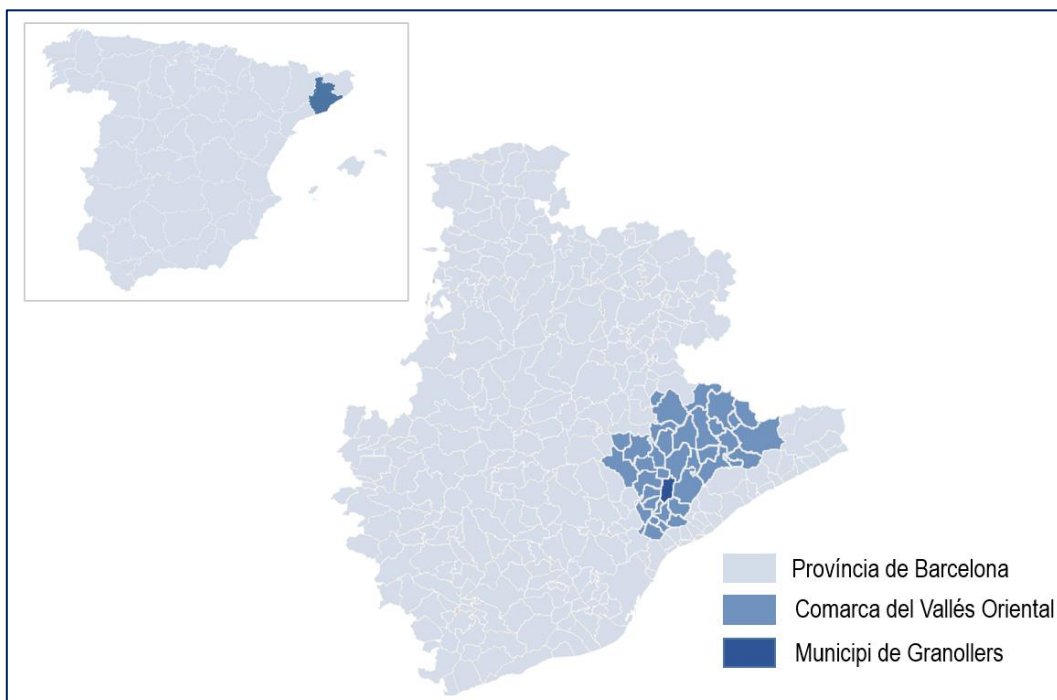 Província de Barcelona
Comarca del Vallés Oriental
Municipi de Granollers